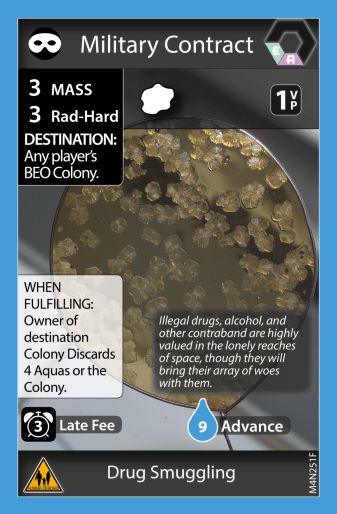 Military Contract
E A
3 MASS
3 Rad-Hard
1 V P
DESTINATION:
Any player's
BEO Colony.
WHEN
FULFILLING:
Owner of
destination
Colony Discards
4 Aquas or the
Colony.
Illegal drugs, alcohol, and
other contraband are highly
valued in the lonely reaches
of space, though they will
bring their array of woes
with them.
3 Late Fee
9 Advance
Drug Smuggling
M4N251F